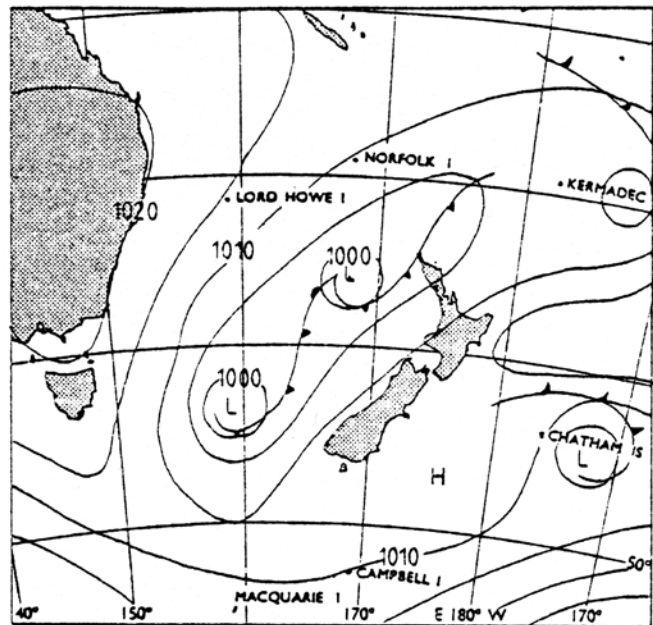 NORFOLK I
KERMADEC
LORD HOWE I
1020
1010
1000
L
1000
L
CHATHAM IS
L
H
1010
CAMPBELL I
50°
MACQUARIE I
40° 150° 170° E 180° W 170°